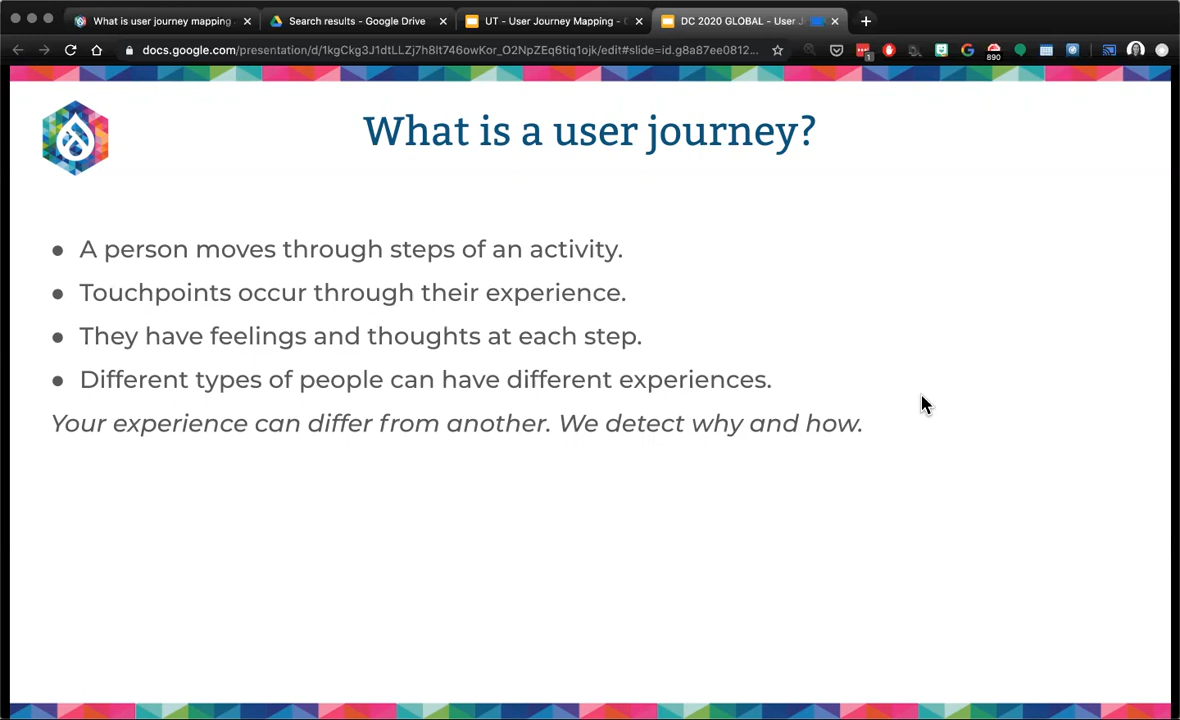 What is user journey mapping
Search results - Google Drive
UT - User Journey Mapping -
DC 2020 GLOBAL - User J
docs.google.com/presentation/d/1kgCkg3J1dtLLZj7h8lt746owKor_O2NpZEq6tiq1ojk/edit#slide=id.g8a87ee0812...
1
890
What is a user journey?
● A person moves through steps of an activity.
● Touchpoints occur through their experience.
● They have feelings and thoughts at each step.
● Different types of people can have different experiences.
Your experience can differ from another. We detect why and how.